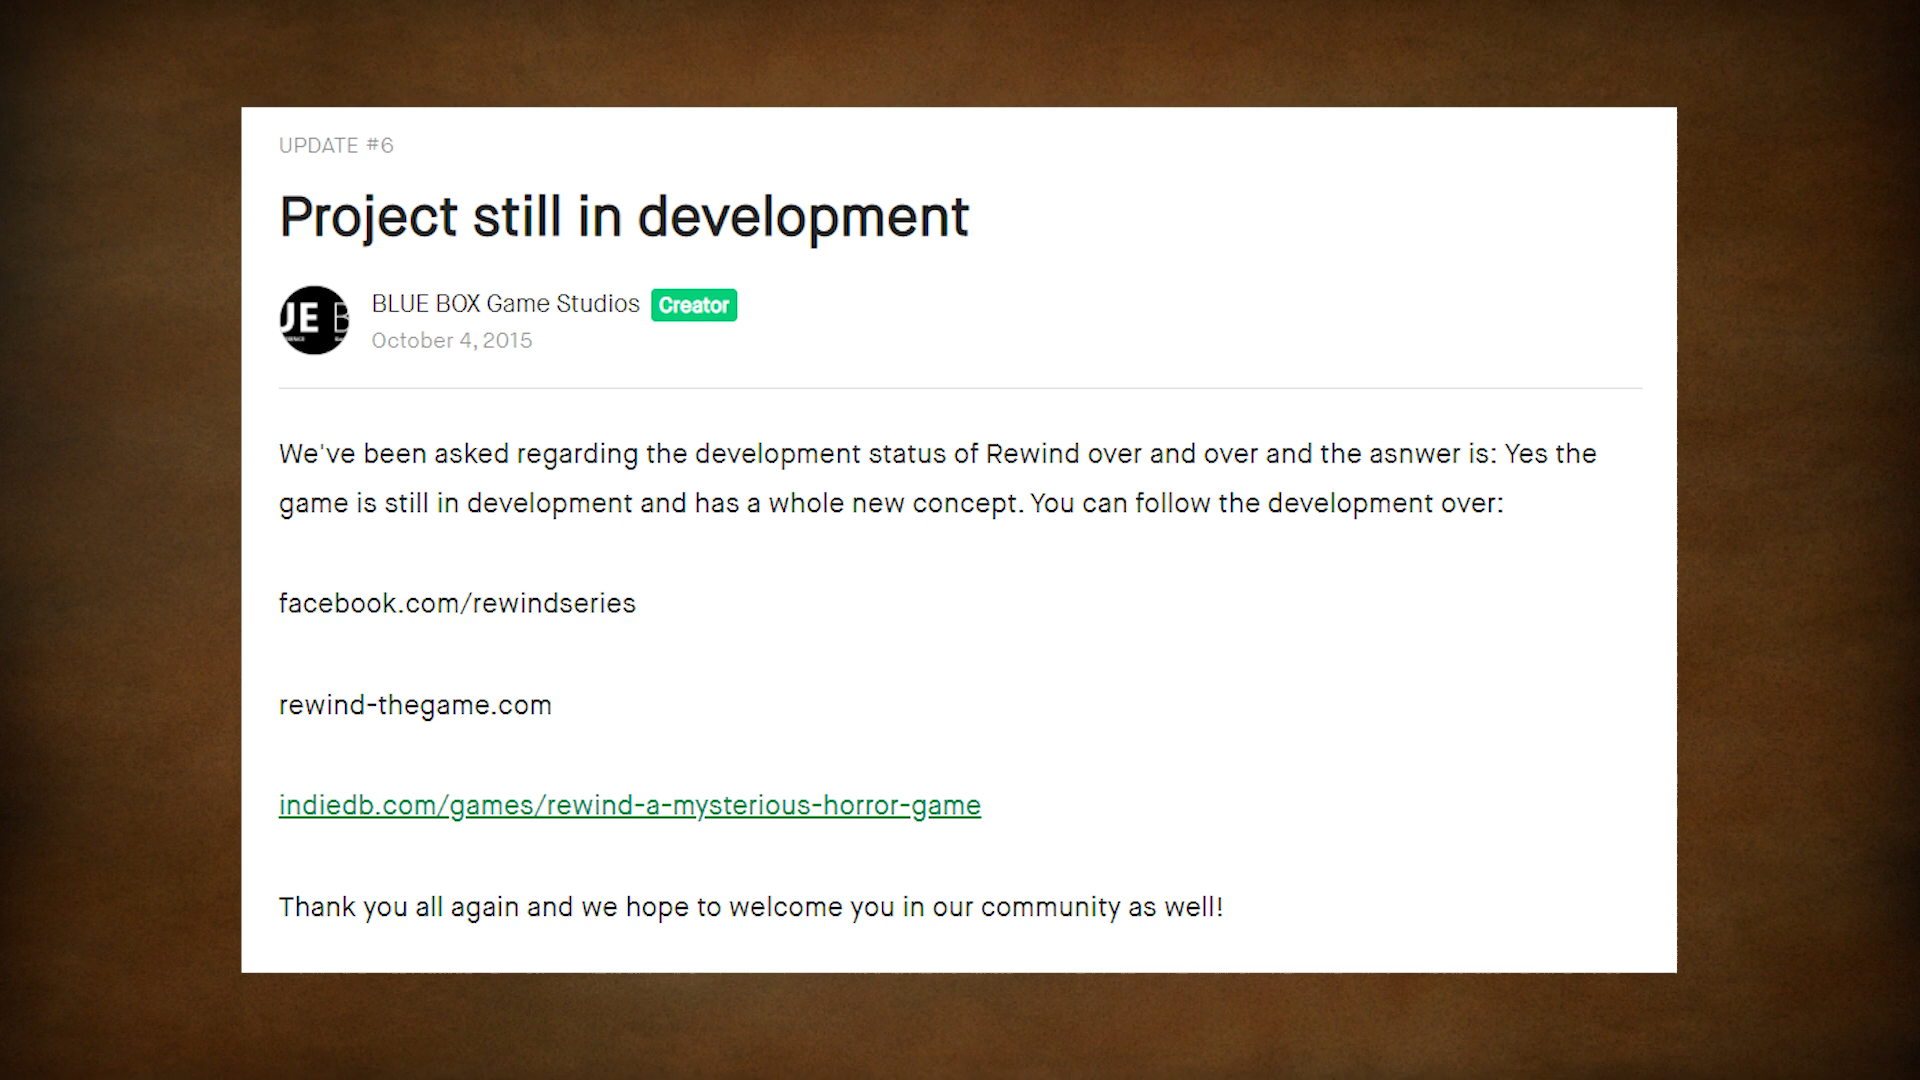 UPDATE #6
Project still in development
UE B
BLUE BOX Game Studios Creator
October 4, 2015
We've been asked regarding the development status of Rewind over and over and the asnwer is: Yes the
game is still in development and has a whole new concept. You can follow the development over:
facebook.com/rewindseries
rewind-thegame.com
indiedb.com/games/rewind-a-mysterious-horror-game
Thank you all again and we hope to welcome you in our community as well!